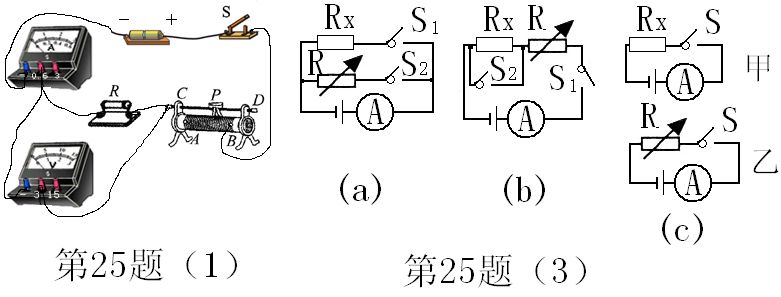 − + S
A
S
- 0.6 3
R C P D
A B
V
S
- 3 15
第25题（1）
Rx S1
R S2
A
(a)
Rx R
S2 S1
A
(b)
Rx S
A
甲
R S
A
乙
(c)
第25题（3）